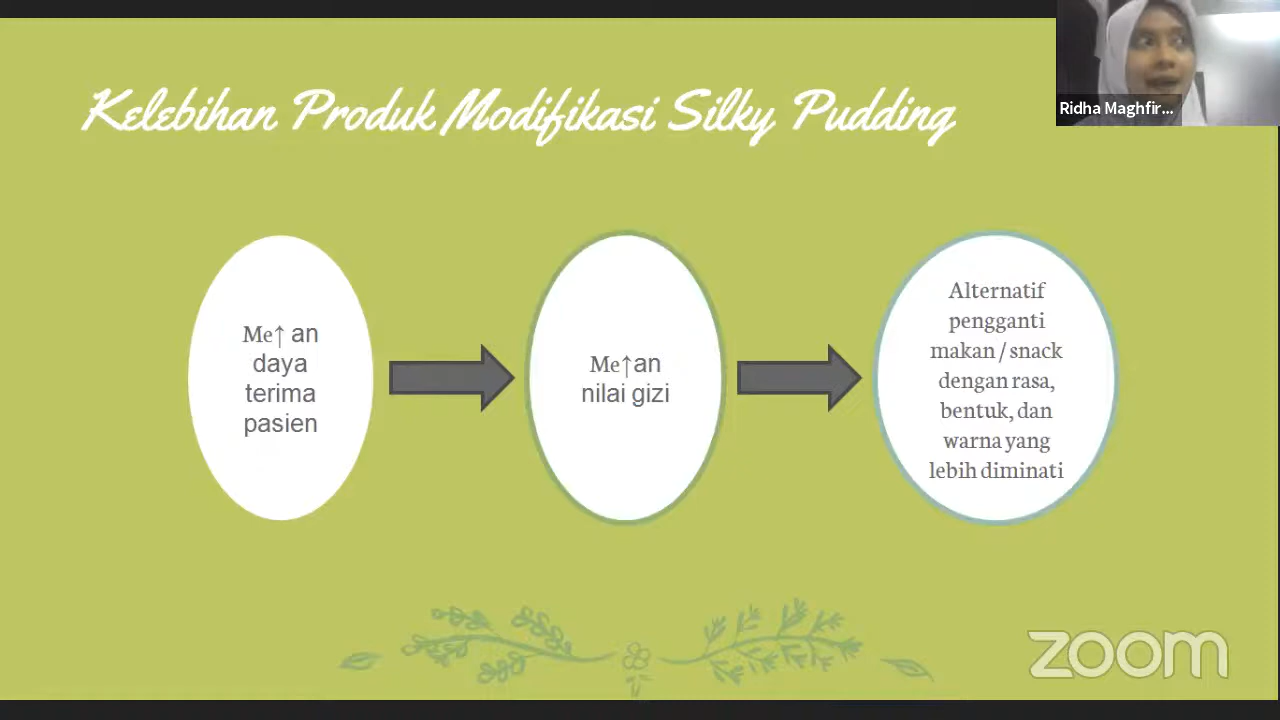 Kelebihan Produk Modifikasi Silky Pudding
Ridha Maghfir...
Me↑ an
daya
terima
pasien
Me↑an
nilai gizi
Alternatif
pengganti
makan / snack
dengan rasa,
bentuk, dan
warna yang
lebih diminati
zoom